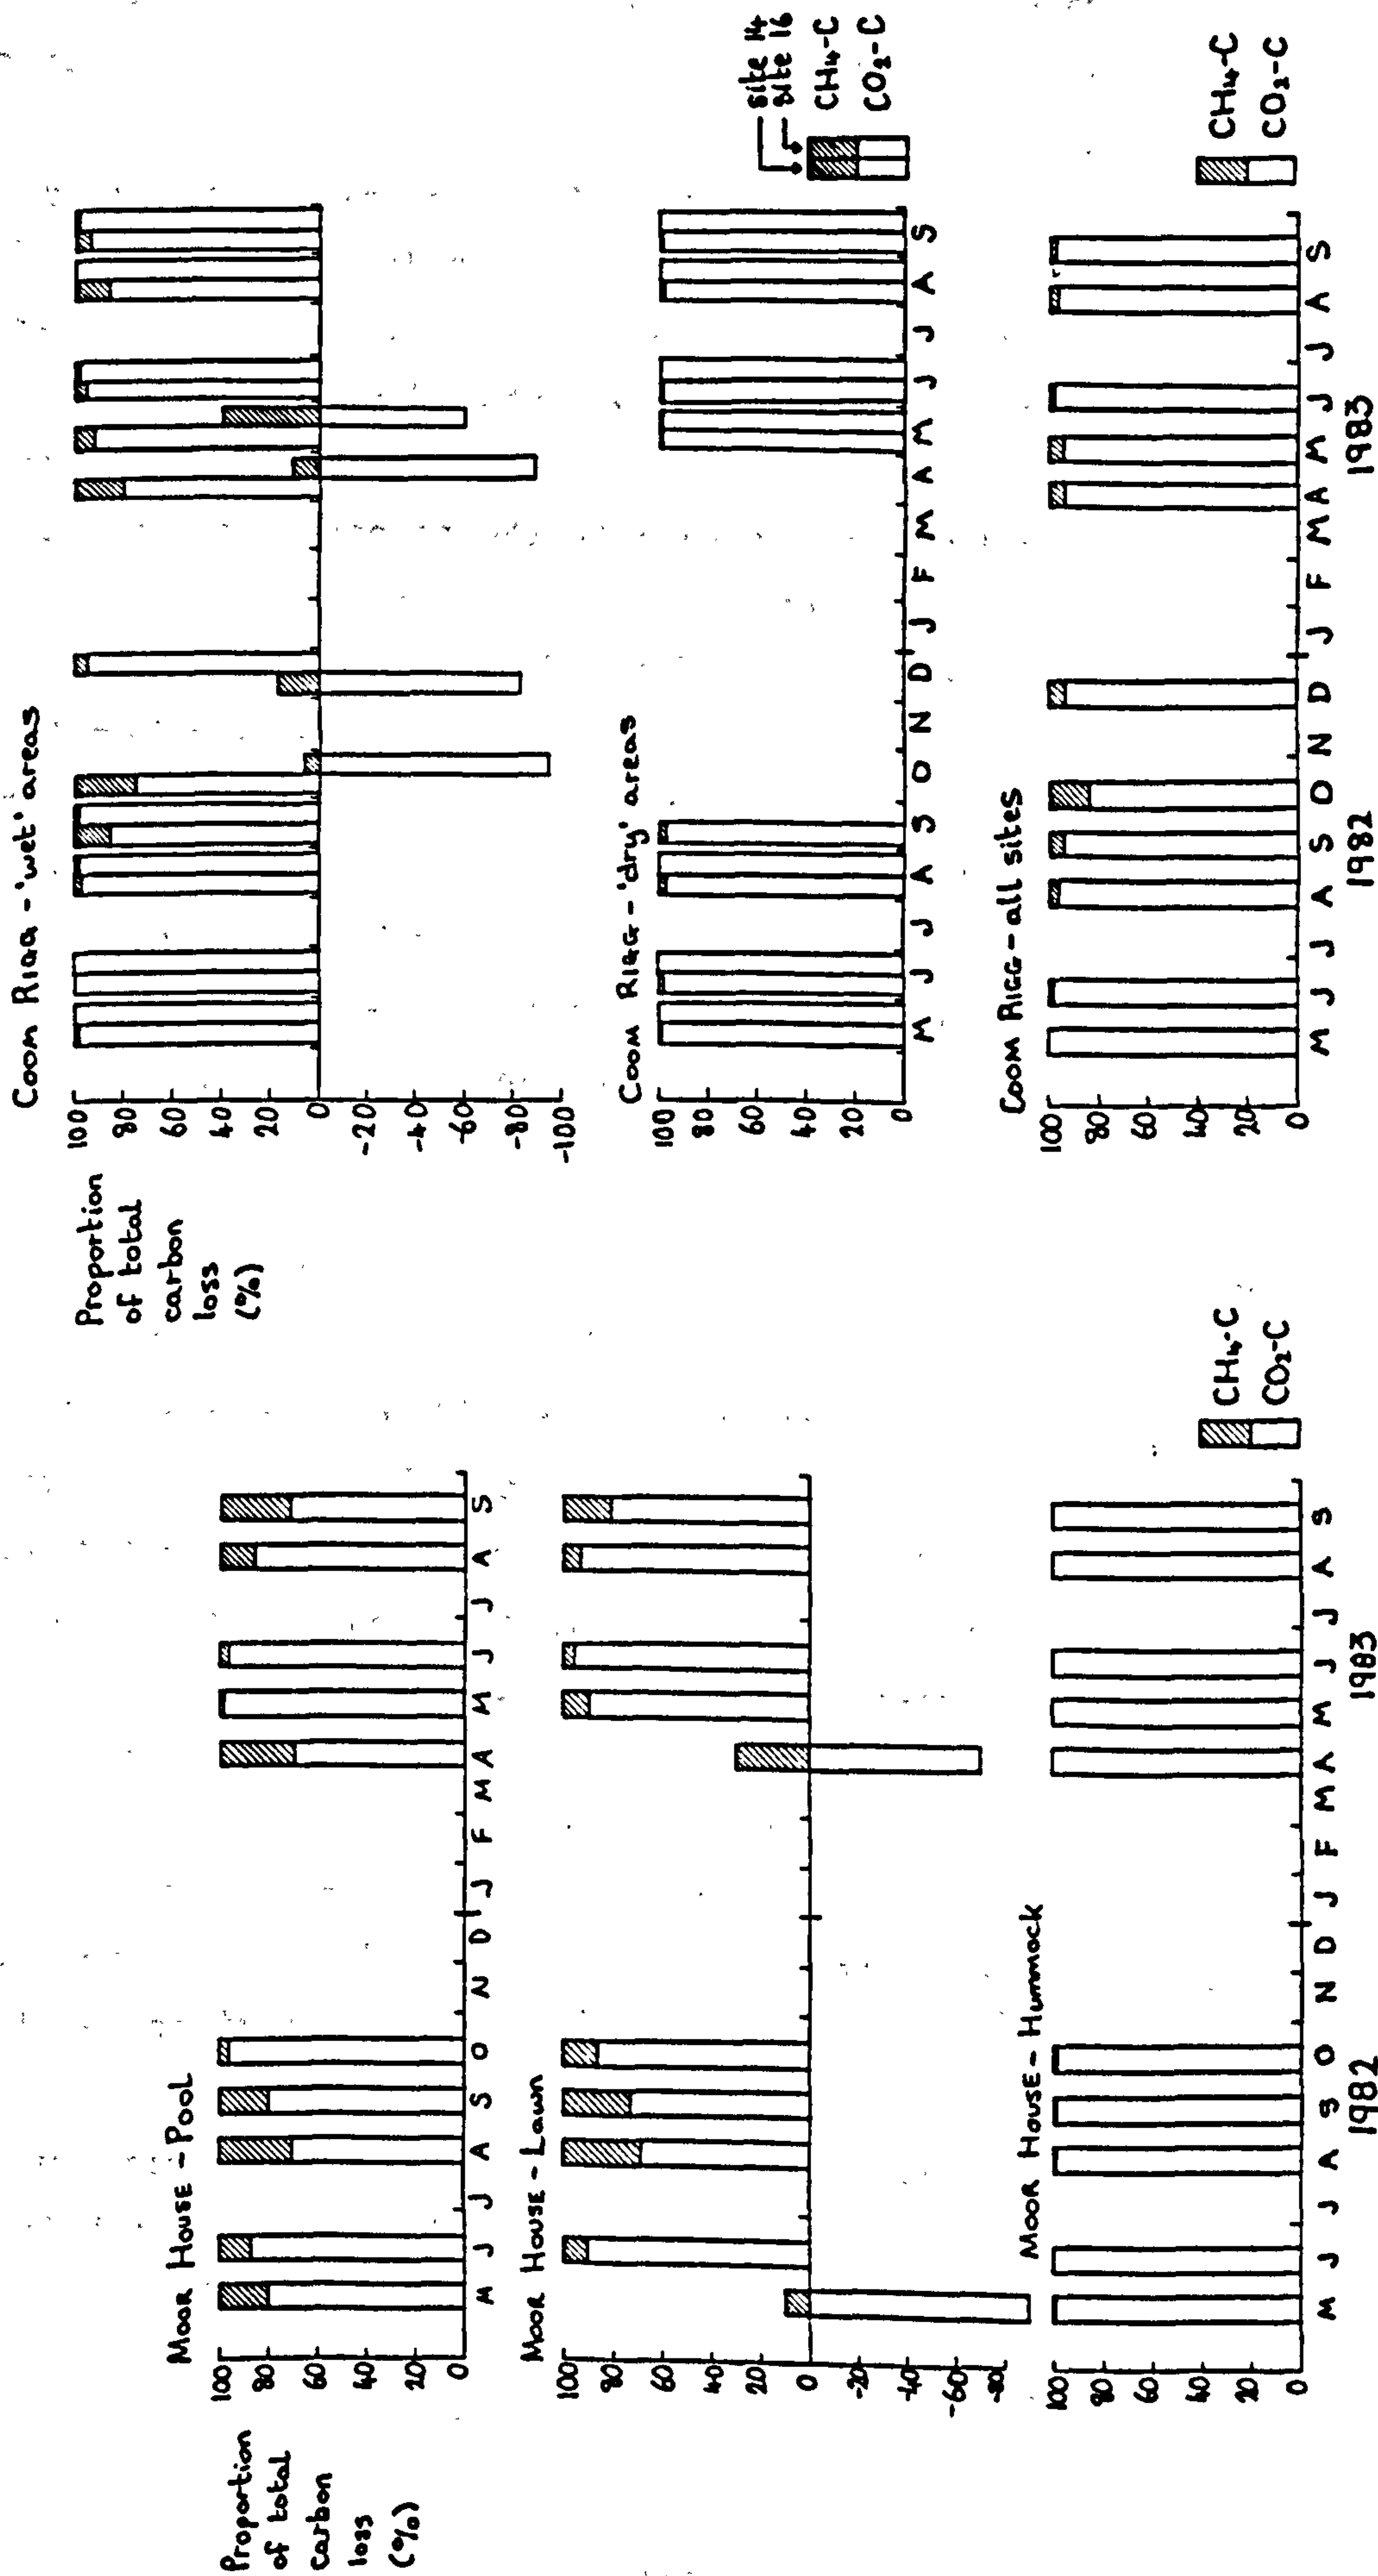 Proportion
of total
carbon
loss
(%)
MOOR HOUSE - POOL
100
80
60
40
20
0
M J J A S O N D J F M A M J J A S
MOOR HOUSE - Lawn
100
80
60
40
20
0
-20
-40
-60
-80
MOOR HOUSE - Hummock
100
80
60
40
20
0
M J J A S O N D J F M A M J J A S
1982 1983
CH₄-C
CO₂-C
Proportion
of total
carbon
loss
(%)
COOM RIGG - 'wet' areas
100
80
60
40
20
0
-20
-40
-60
-80
-100
COOM RIGG - 'dry' areas
100
80
60
40
20
0
M J J A S O N D J F M A M J J A S
site 14
site 16
CH₄-C
CO₂-C
COOM RIGG - all sites
100
80
60
40
20
0
M J J A S O N D J F M A M J J A S
1982 1983
CH₄-C
CO₂-C